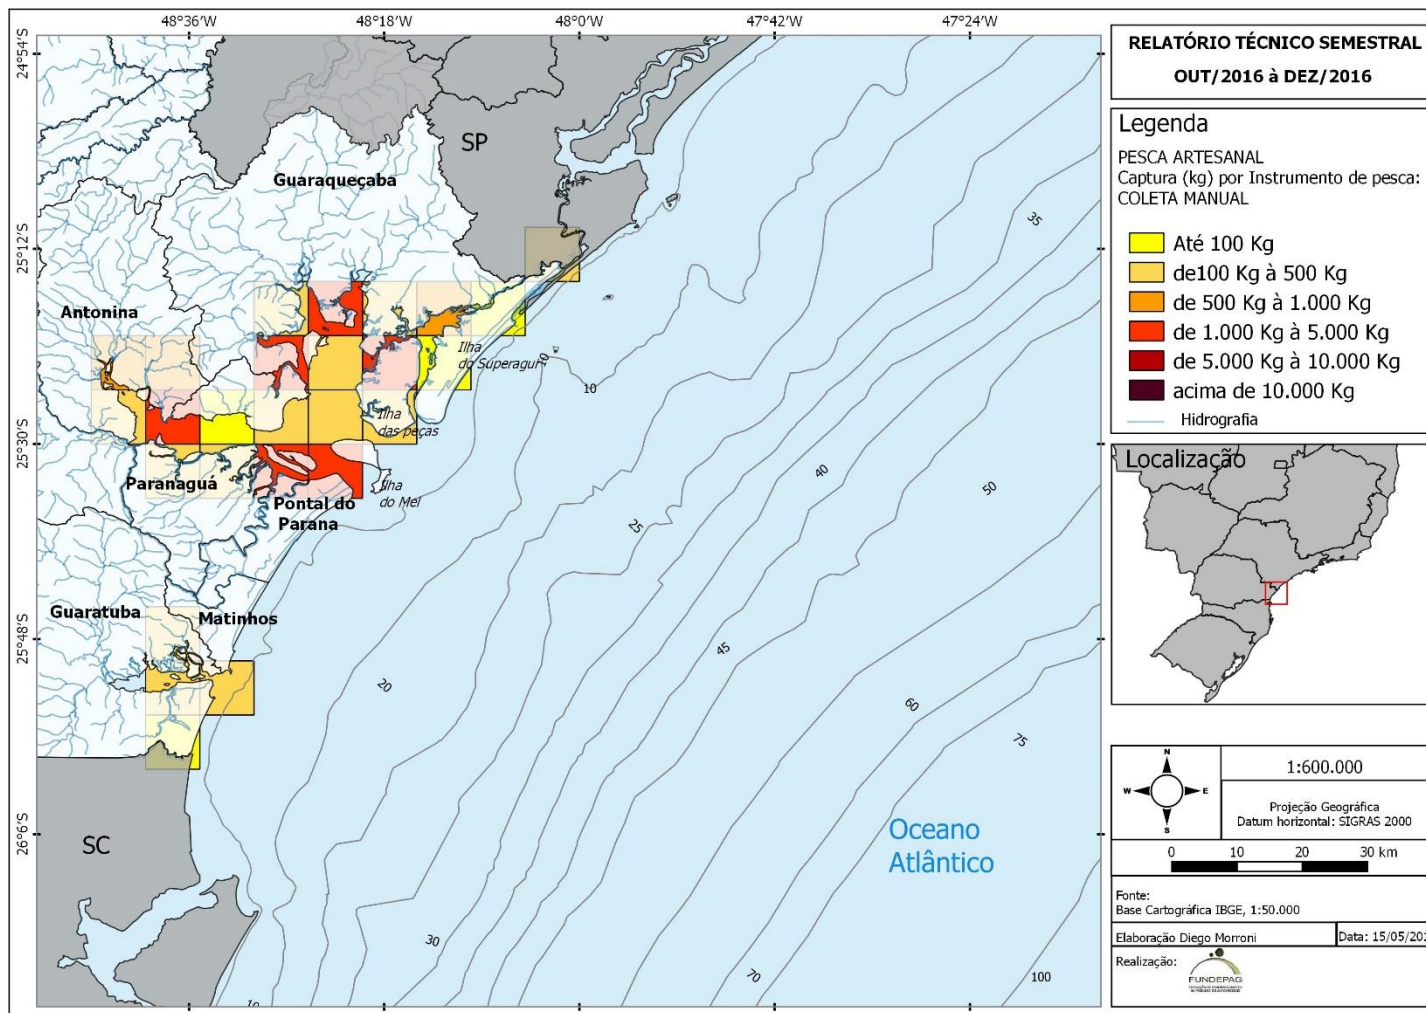 48°36'W
48°18'W
48°0'W
47°42'W
47°24'W
24°54'S
25°12'S
25°30'S
25°48'S
26°6'S
SP
Guaraqueçaba
Antonina
Ilha
do Superagui
Ilha
das peças
Paranaguá
Pontal do
Parana
Ilha
do Mel
Guaratuba
Matinhos
SC
Oceano
Atlântico
35
10
10
40
50
25
45
20
60
75
30
70
100
10
RELATÓRIO TÉCNICO SEMESTRAL
OUT/2016 à DEZ/2016
Legenda
PESCA ARTESANAL
Captura (kg) por Instrumento de pesca:
COLETA MANUAL
Até 100 Kg
de100 Kg à 500 Kg
de 500 Kg à 1.000 Kg
de 1.000 Kg à 5.000 Kg
de 5.000 Kg à 10.000 Kg
acima de 10.000 Kg
Hidrografia
Localização
N
W
E
S
1:600.000
Projeção Geográfica
Datum horizontal: SIGRAS 2000
0 10 20 30 km
Fonte:
Base Cartográfica IBGE, 1:50.000
Elaboração Diego Morroni
Data: 15/05/201
Realização:
FUNDEPAG